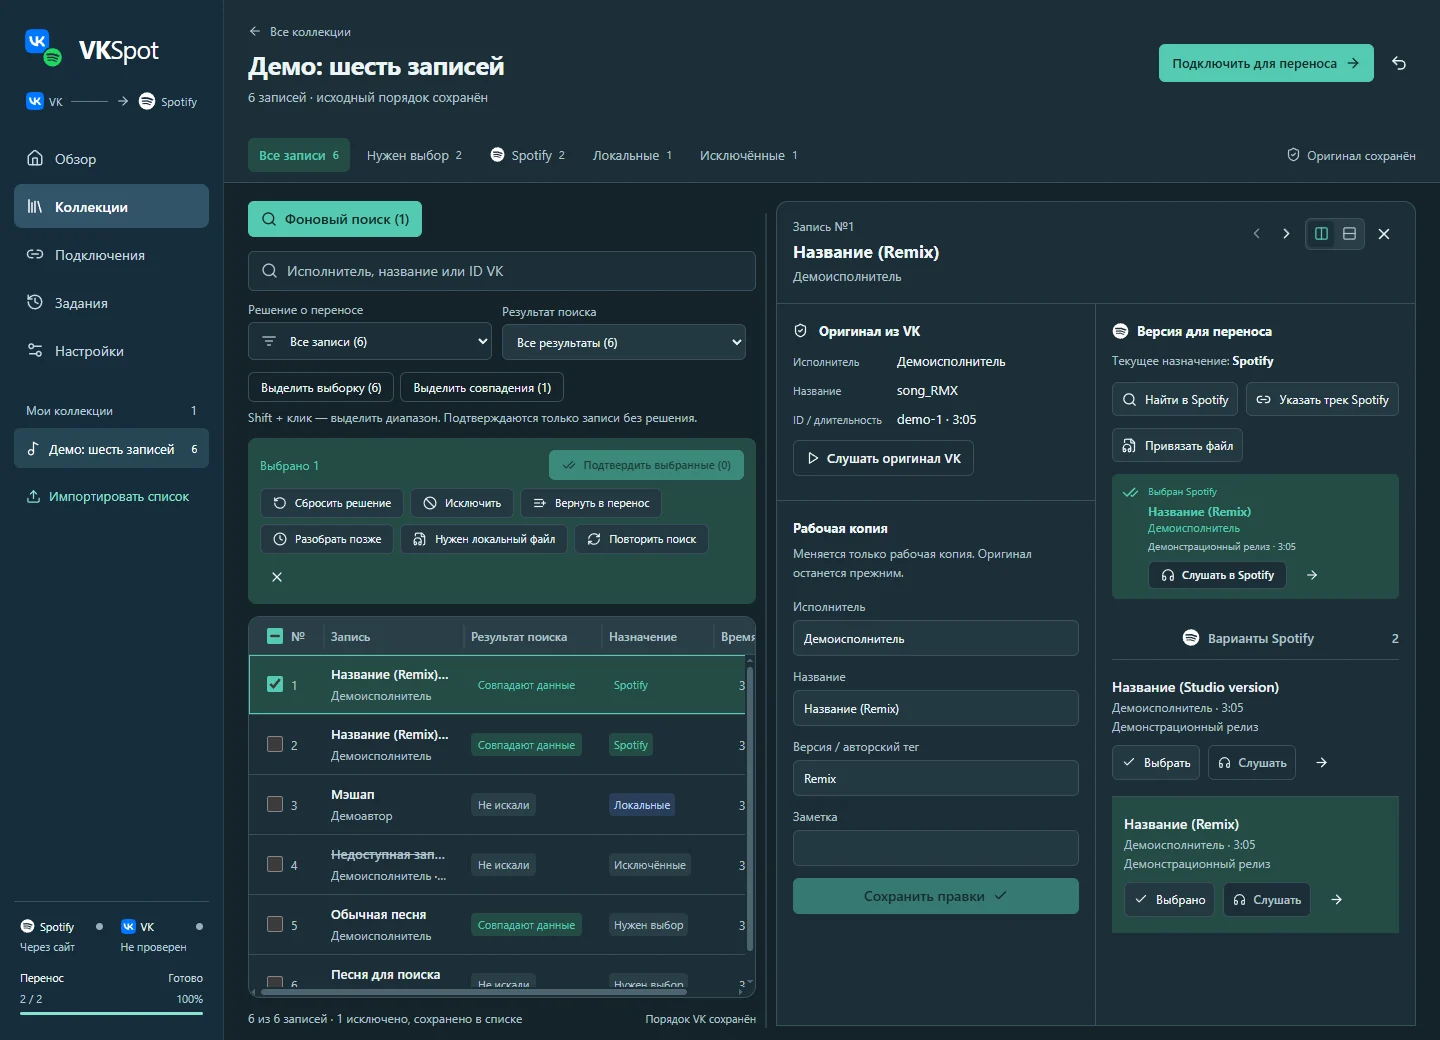 VKSpot
VK → Spotify
Обзор
Коллекции
Подключения
Задания
Настройки
Мои коллекции 1
Демо: шесть записей 6
Импортировать список
Spotify
Через сайт
VK
Не проверен
Перенос Готово
2 / 2 100%
← Все коллекции
Демо: шесть записей
6 записей · исходный порядок сохранён
Подключить для переноса →
Все записи 6
Нужен выбор 2
Spotify 2
Локальные 1
Исключённые 1
Оригинал сохранён
Фоновый поиск (1)
Исполнитель, название или ID VK
Решение о переносе
Все записи (6)
Результат поиска
Все результаты (6)
Выделить выборку (6)
Выделить совпадения (1)
Shift + клик — выделить диапазон. Подтверждаются только записи без решения.
Выбрано 1
Подтвердить выбранные (0)
Сбросить решение
Исключить
Вернуть в перенос
Разобрать позже
Нужен локальный файл
Повторить поиск
№ Запись Результат поиска Назначение Время
1 Название (Remix)... Совпадают данные Spotify 3
Демоисполнитель
2 Название (Remix)... Совпадают данные Spotify 3
Демоисполнитель
3 Мэшап Не искали Локальные 3
Демоавтор
4 Недоступная зап... Не искали Исключённые 3
Демоисполнитель ·...
5 Обычная песня Совпадают данные Нужен выбор 3
Демоисполнитель
6 Песня для поиска Не искали Нужен выбор 3
6 из 6 записей · 1 исключено, сохранено в списке
Порядок VK сохранён
Запись №1
Название (Remix)
Демоисполнитель
Оригинал из VK
Исполнитель Демоисполнитель
Название song_RMX
ID / длительность demo-1 · 3:05
Слушать оригинал VK
Рабочая копия
Меняется только рабочая копия. Оригинал
останется прежним.
Исполнитель
Демоисполнитель
Название
Название (Remix)
Версия / авторский тег
Remix
Заметка
Сохранить правки
Версия для переноса
Текущее назначение: Spotify
Найти в Spotify
Указать трек Spotify
Привязать файл
Выбран Spotify
Название (Remix)
Демоисполнитель
Демонстрационный релиз · 3:05
Слушать в Spotify →
Варианты Spotify 2
Название (Studio version)
Демоисполнитель · 3:05
Демонстрационный релиз
Выбрать
Слушать →
Название (Remix)
Демоисполнитель · 3:05
Демонстрационный релиз
Выбрано
Слушать →